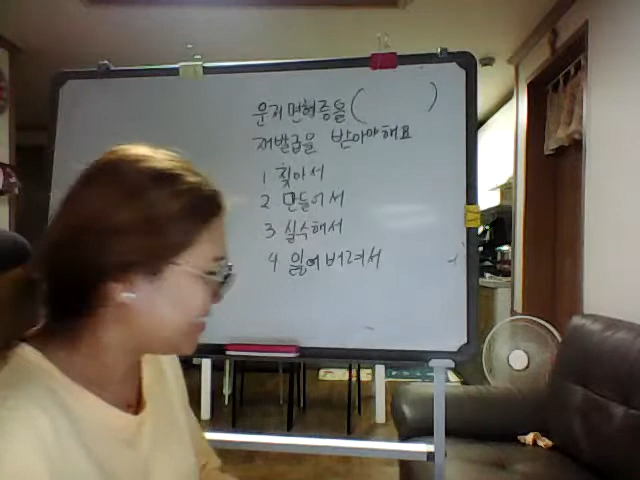 운전면허증을 (          )
재발급을 받아야해요
1 찾아서
2 만들어서
3 실수해서
4 잃어버려서